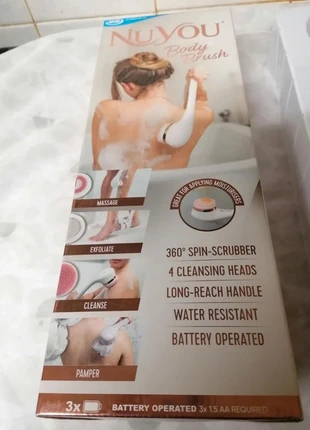 NUYOU
Body
Brush
MASSAGE
GREAT FOR APPLYING MOISTURISERS
EXFOLIATE
360° SPIN-SCRUBBER
4 CLEANSING HEADS
CLEANSE
LONG-REACH HANDLE
WATER RESISTANT
BATTERY OPERATED
PAMPER
3x BATTERY OPERATED 3x 1.5 AA REQUIRED